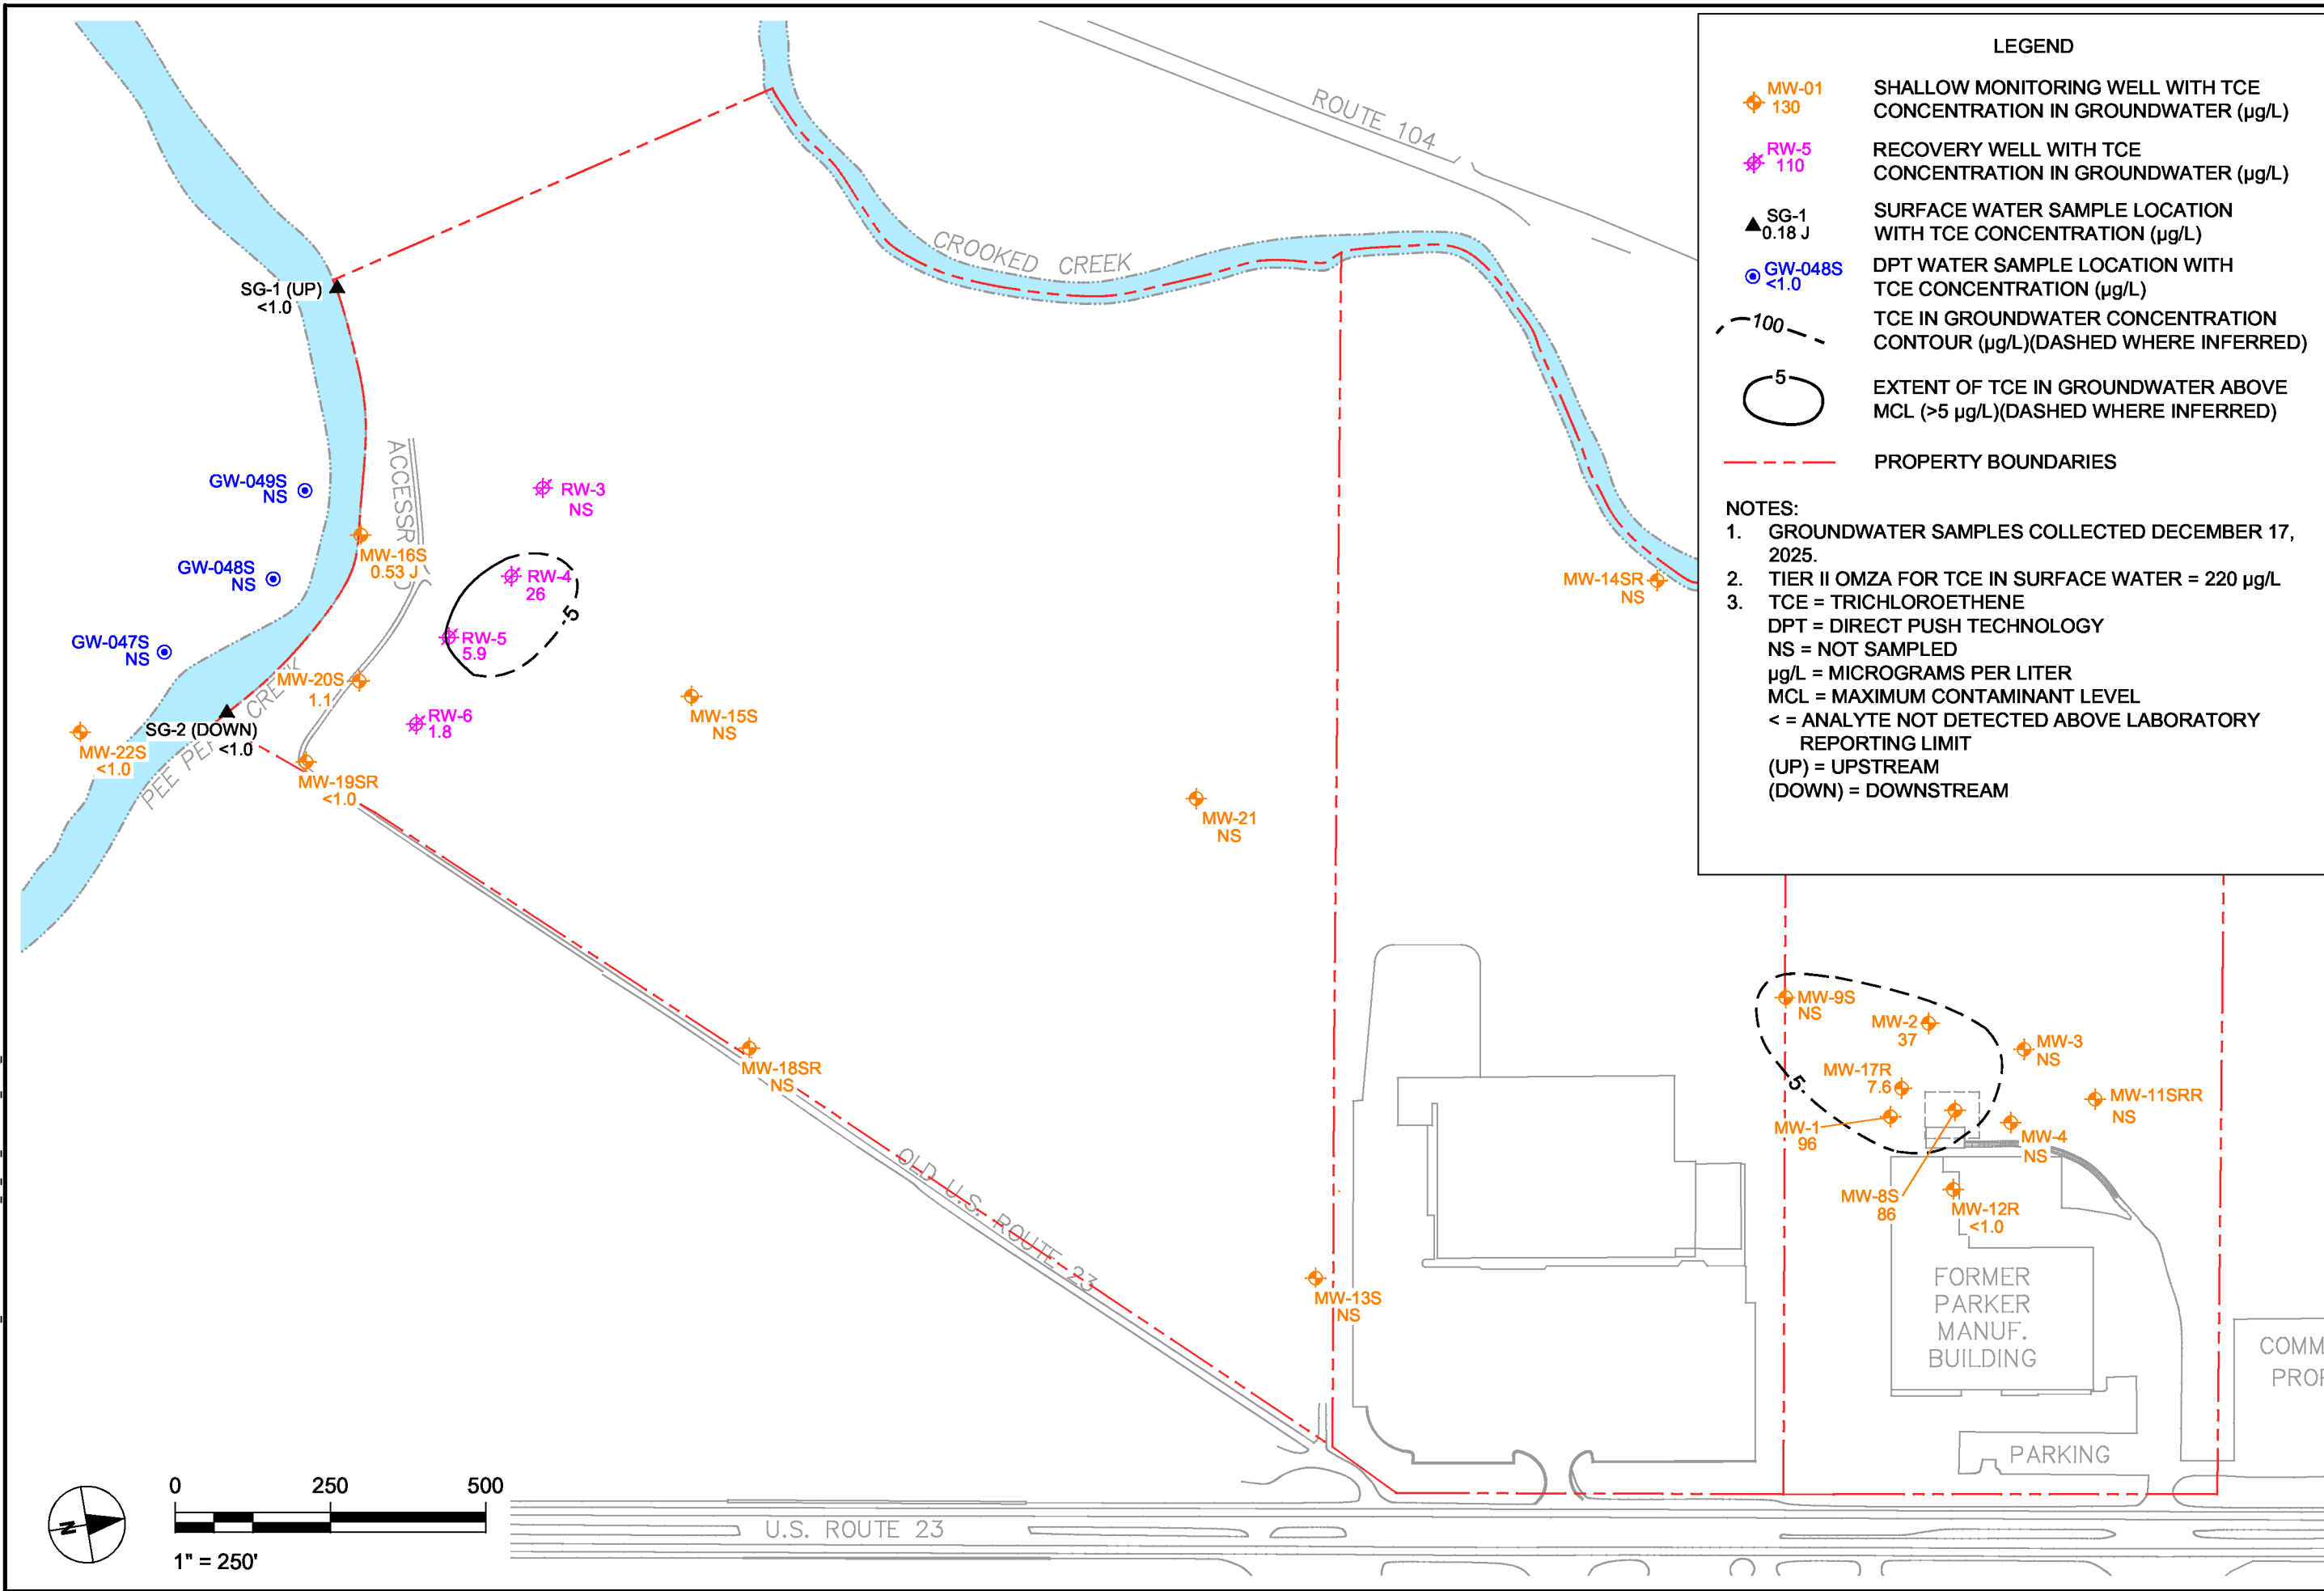 LEGEND
MW-01
130
SHALLOW MONITORING WELL WITH TCE
CONCENTRATION IN GROUNDWATER (µg/L)
RW-5
110
RECOVERY WELL WITH TCE
CONCENTRATION IN GROUNDWATER (µg/L)
SG-1
0.18 J
SURFACE WATER SAMPLE LOCATION
WITH TCE CONCENTRATION (µg/L)
GW-048S
<1.0
DPT WATER SAMPLE LOCATION WITH
TCE CONCENTRATION (µg/L)
100
TCE IN GROUNDWATER CONCENTRATION
CONTOUR (µg/L)(DASHED WHERE INFERRED)
5
EXTENT OF TCE IN GROUNDWATER ABOVE
MCL (>5 µg/L)(DASHED WHERE INFERRED)
PROPERTY BOUNDARIES
NOTES:
1. GROUNDWATER SAMPLES COLLECTED DECEMBER 17,
2025.
2. TIER II OMZA FOR TCE IN SURFACE WATER = 220 µg/L
3. TCE = TRICHLOROETHENE
DPT = DIRECT PUSH TECHNOLOGY
NS = NOT SAMPLED
µg/L = MICROGRAMS PER LITER
MCL = MAXIMUM CONTAMINANT LEVEL
< = ANALYTE NOT DETECTED ABOVE LABORATORY
REPORTING LIMIT
(UP) = UPSTREAM
(DOWN) = DOWNSTREAM
ROUTE 104
CROOKED CREEK
SG-1 (UP)
<1.0
ACCESS
GW-049S
NS
RW-3
NS
MW-16S
0.53 J
GW-048S
NS
RW-4
26
5
MW-14SR
NS
GW-047S
NS
RW-5
5.9
MW-20S
1.1
SG-2 (DOWN)
<1.0
PEE PEE
RW-6
1.8
MW-15S
NS
MW-22S
<1.0
MW-19SR
<1.0
MW-21
NS
MW-18SR
NS
OLD U.S. ROUTE 23
MW-13S
NS
MW-9S
NS
MW-2
37
MW-3
NS
5
MW-17R
7.6
MW-11SRR
NS
MW-1
96
MW-4
NS
MW-8S
86
MW-12R
<1.0
FORMER
PARKER
MANUF.
BUILDING
COMM
PROP
PARKING
U.S. ROUTE 23
N
0 250 500
1" = 250'